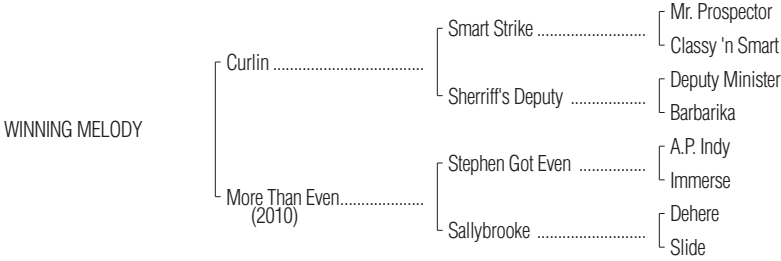 Mr. Prospector
Smart Strike ..........................
Classy 'n Smart
Curlin ....................................
Deputy Minister
Sherriff's Deputy ..................
Barbarika
WINNING MELODY
A.P. Indy
Stephen Got Even ................
Immerse
More Than Even....................
(2010)
Dehere
Sallybrooke ..........................
Slide